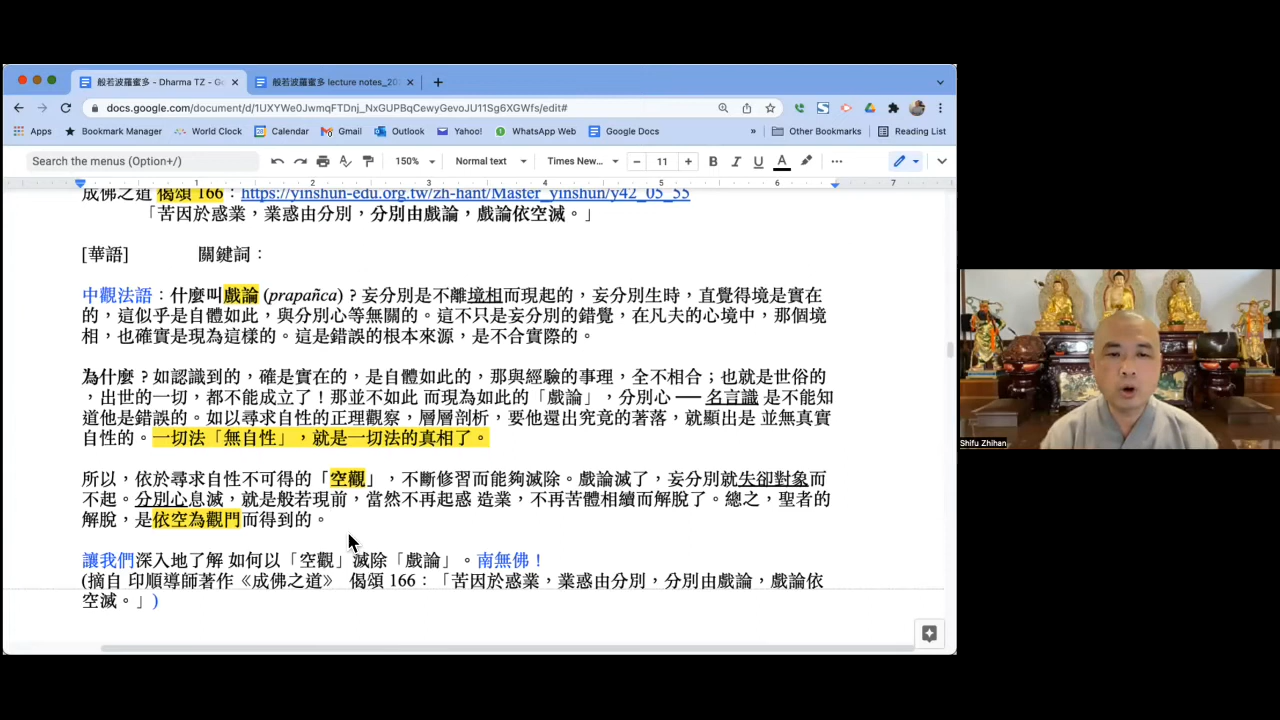 般若波羅蜜多 - Dharma TZ - Go
般若波羅蜜多 lecture notes_20
docs.google.com/document/d/1UXYWe0JwmqFTDnj_NxGUPBqCewyGevoJU11Sg6XGWfs/edit#
Apps Bookmark Manager World Clock Calendar Gmail Outlook Yahoo! WhatsApp Web Google Docs » Other Bookmarks Reading List
Search the menus (Option+/) 150% Normal text Times New... 11 B I U A
1 2 3 4 5 6 7
成佛之道 偈頌 166：https://yinshun-edu.org.tw/zh-hant/Master_yinshun/y42_05_55
「苦因於惑業，業惑由分別，分別由戲論，戲論依空滅。」
[華語] 關鍵詞：
中觀法語：什麼叫戲論 (prapañca)？妄分別是不離境相而現起的，妄分別生時，直覺得境是實在
的，這似乎是自體如此，與分別心等無關的。這不只是妄分別的錯覺，在凡夫的心境中，那個境
相，也確實是現為這樣的。這是錯誤的根本來源，是不合實際的。
為什麼？如認識到的，確是實在的，是自體如此的，那與經驗的事理，全不相合；也就是世俗的
，出世的一切，都不能成立了！那並不如此 而現為如此的「戲論」，分別心 ── 名言識 是不能知
道他是錯誤的。如以尋求自性的正理觀察，層層剖析，要他還出究竟的著落，就顯出是 並無真實
自性的。一切法「無自性」，就是一切法的真相了。
所以，依於尋求自性不可得的「空觀」，不斷修習而能夠滅除。戲論滅了，妄分別就失卻對象而
不起。分別心息滅，就是般若現前，當然不再起惑 造業，不再苦體相續而解脫了。總之，聖者的
解脫，是依空為觀門而得到的。
讓我們深入地了解 如何以「空觀」滅除「戲論」。南無佛！
(摘自 印順導師著作《成佛之道》 偈頌 166：「苦因於惑業，業惑由分別，分別由戲論，戲論依
空滅。」)
Shifu Zhihan